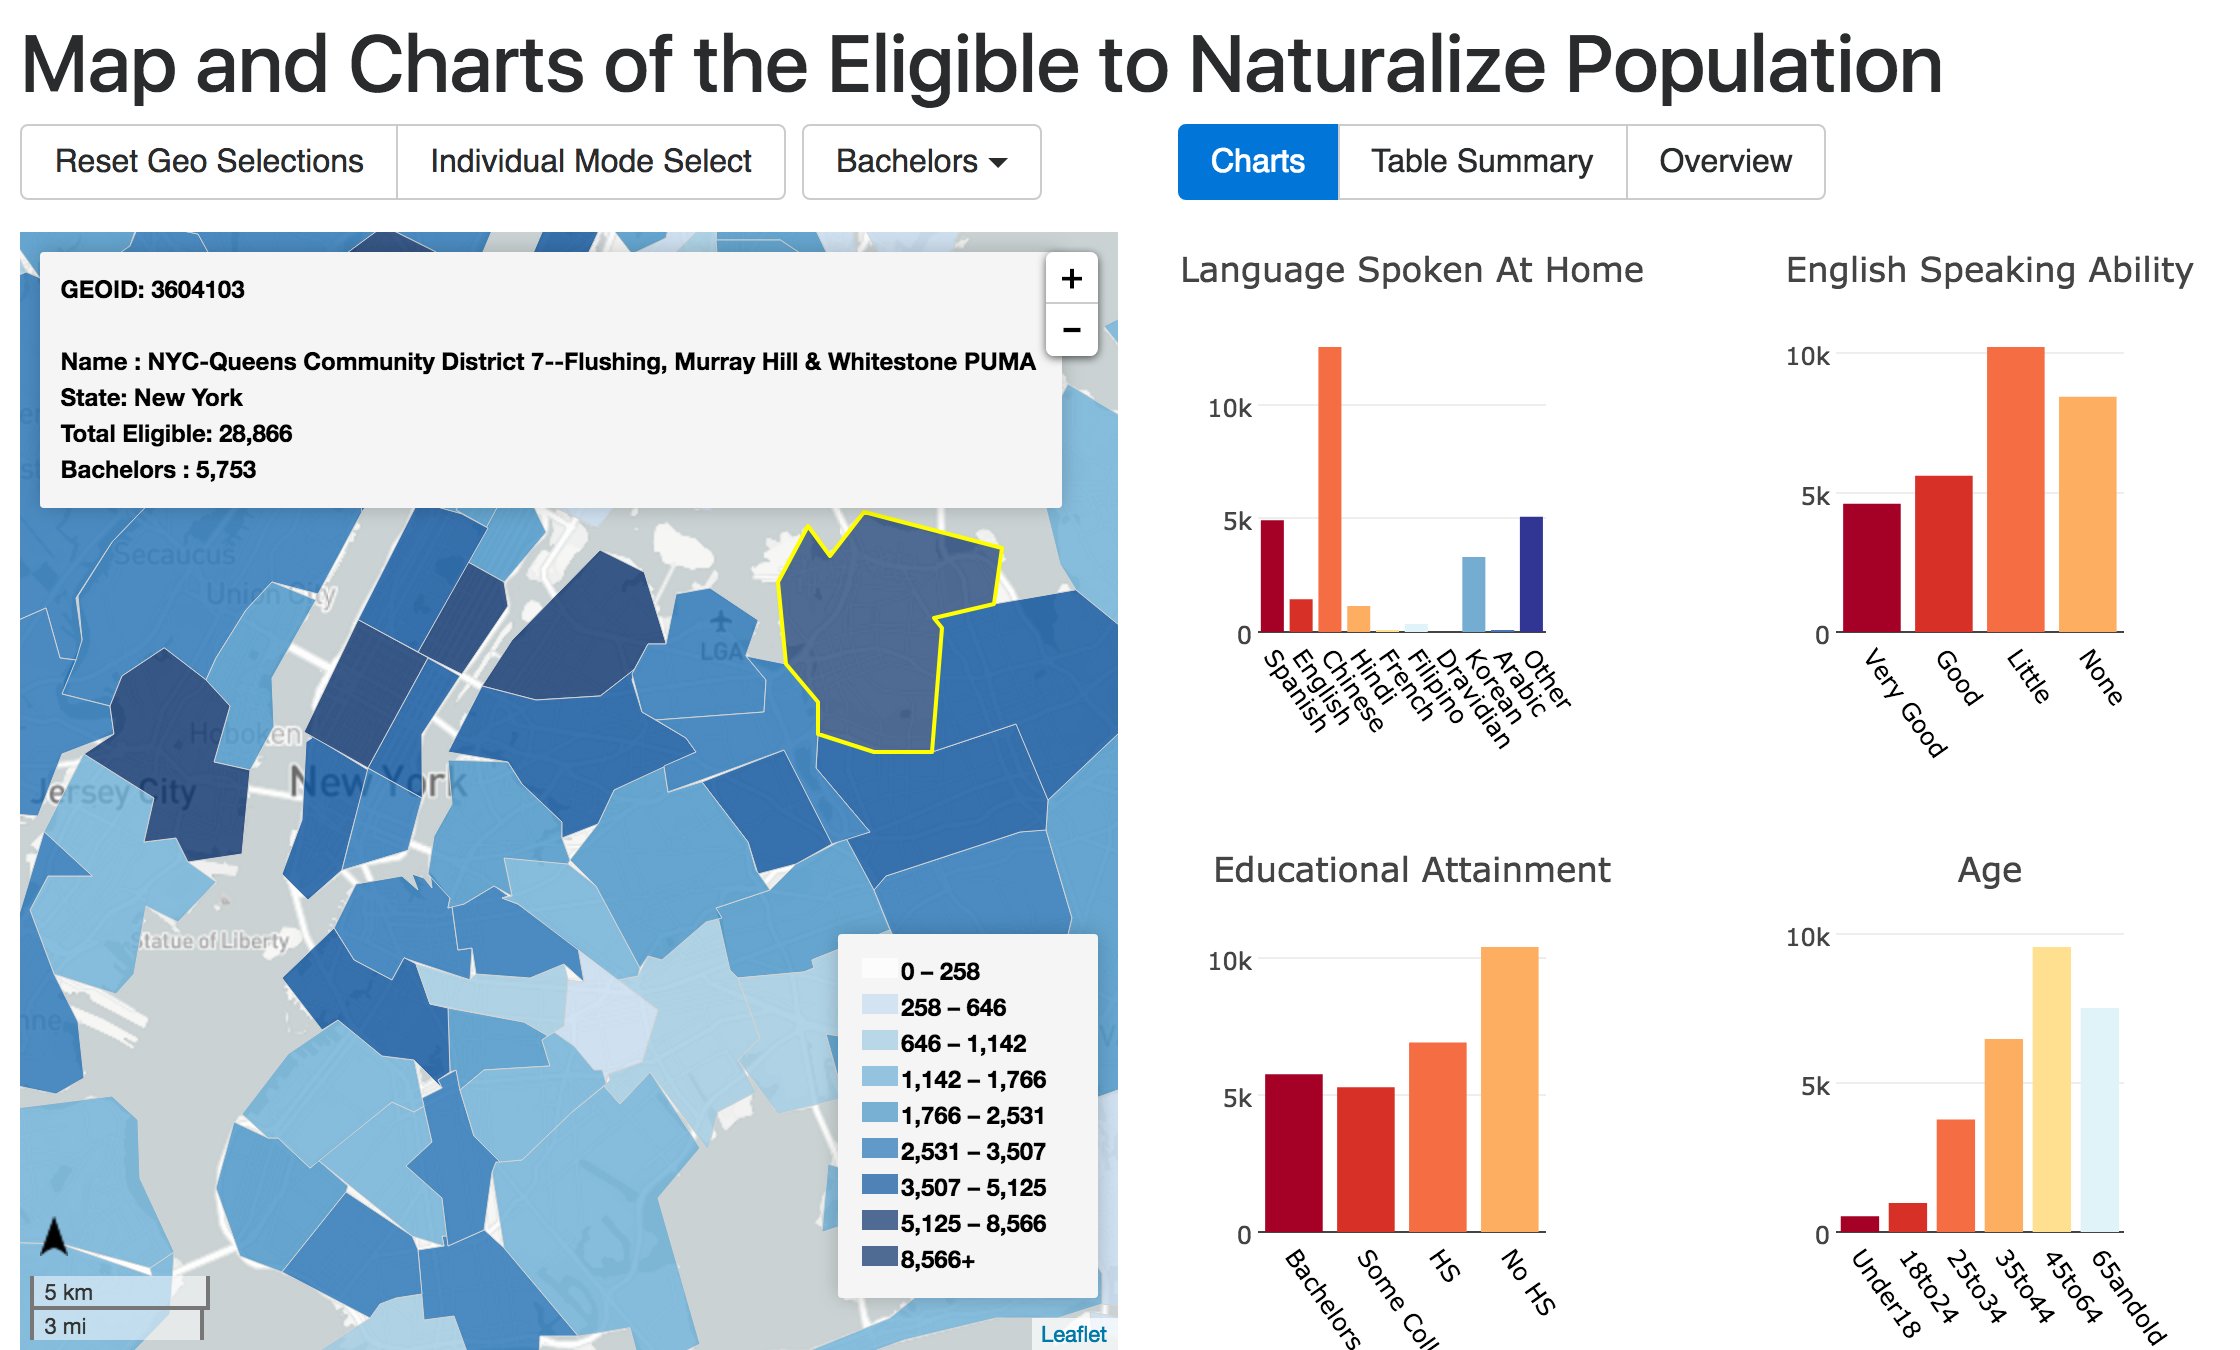 Map and Charts of the Eligible to Naturalize Population
Reset Geo Selections
Individual Mode Select
Bachelors
Charts
Table Summary
Overview
GEOID: 3604103
Name : NYC-Queens Community District 7--Flushing, Murray Hill & Whitestone PUMA
State: New York
Total Eligible: 28,866
Bachelors : 5,753
+
−
Secaucus
Union City
LGA
Hoboken
Jersey City
New York
Statue of Liberty
0 – 258
258 – 646
646 – 1,142
1,142 – 1,766
1,766 – 2,531
2,531 – 3,507
3,507 – 5,125
5,125 – 8,566
8,566+
5 km
3 mi
Leaflet
Language Spoken At Home
10k
5k
0
Spanish
English
Chinese
Hindi
French
Filipino
Dravidian
Korean
Arabic
Other
English Speaking Ability
10k
5k
0
Very Good
Good
Little
None
Educational Attainment
10k
5k
0
Bachelors
Some Coll
HS
No HS
Age
10k
5k
0
Under18
18to24
25to34
35to44
45to64
65andold